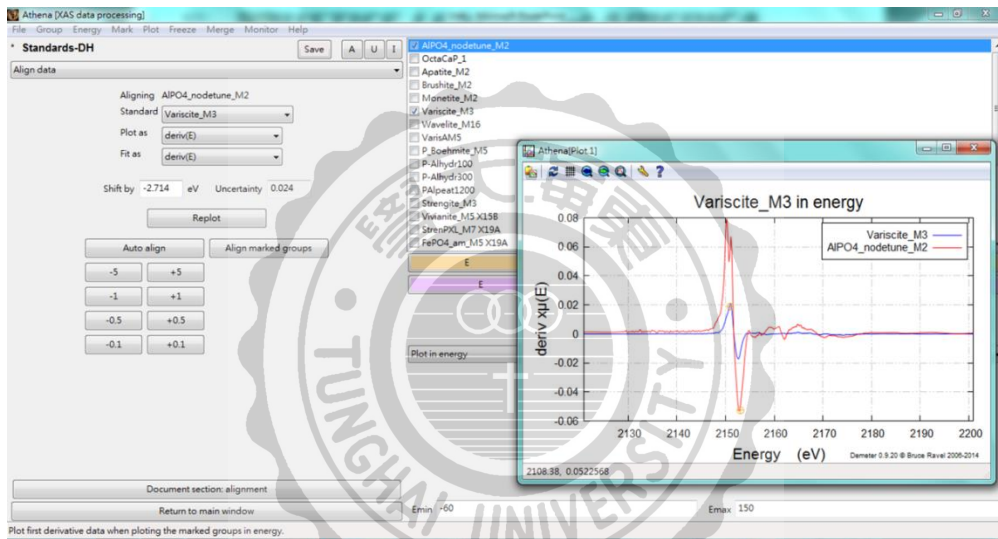 Athena [XAS data processing]
File Group Energy Mark Plot Freeze Merge Monitor Help
* Standards-DH Save A U I
Align data
Aligning AlPO4_nodetune_M2
Standard Variscite_M3
Plot as deriv(E)
Fit as deriv(E)
Shift by -2.714 eV Uncertainty 0.024
Replot
Auto align Align marked groups
-5 +5
-1 +1
-0.5 +0.5
-0.1 +0.1
Document section: alignment
Return to main window
Plot first derivative data when ploting the marked groups in energy.
AlPO4_nodetune_M2
OctaCaP_1
Apatite_M2
Brushite_M2
Monetite_M2
Variscite_M3
Wavelite_M16
VarisAM5
P_Boehmite_M5
P-Alhydr100
P-Alhydr300
PAlpeat1200
Strengite_M3
Vivianite_M5 X15B
StrenPXL_M7 X19A
FePO4_am_M5 X19A
E
E
Plot in energy
Emin -60 Emax 150
Athena [Plot 1]
Variscite_M3 in energy
Variscite_M3
AlPO4_nodetune_M2
deriv xμ(E)
0.08
0.06
0.04
0.02
0
-0.02
-0.04
-0.06
2130 2140 2150 2160 2170 2180 2190 2200
Energy (eV)
Demeter 0.9.20 © Bruce Ravel 2006-2014
2108.38, 0.0522568
TUNGHAI UNIVERSITY